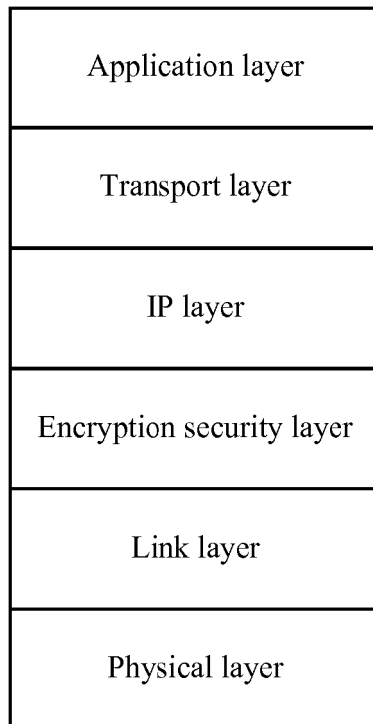 Application layer
Transport layer
IP layer
Encryption security layer
Link layer
Physical layer